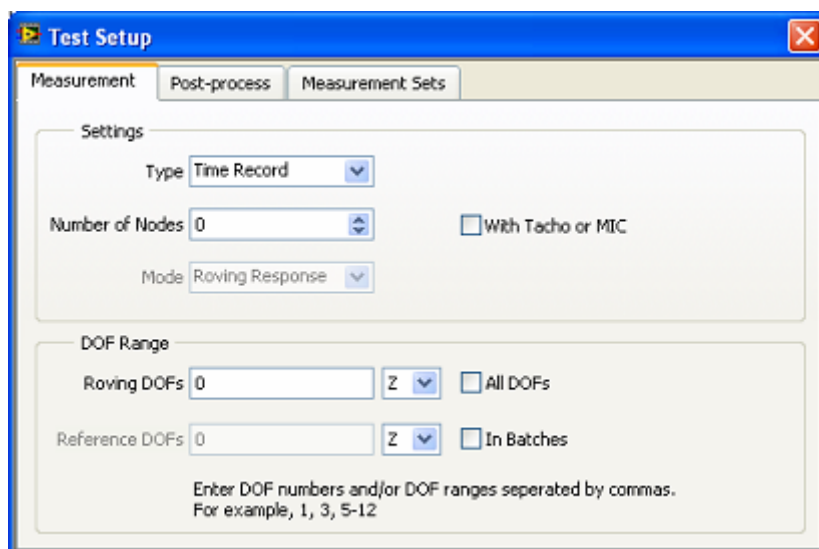 Test Setup
Measurement Post-process Measurement Sets
Settings
Type Time Record
Number of Nodes 0 With Tacho or MIC
Mode Roving Response
DOF Range
Roving DOFs 0 Z All DOFs
Reference DOFs 0 Z In Batches
Enter DOF numbers and/or DOF ranges seperated by commas.
For example, 1, 3, 5-12